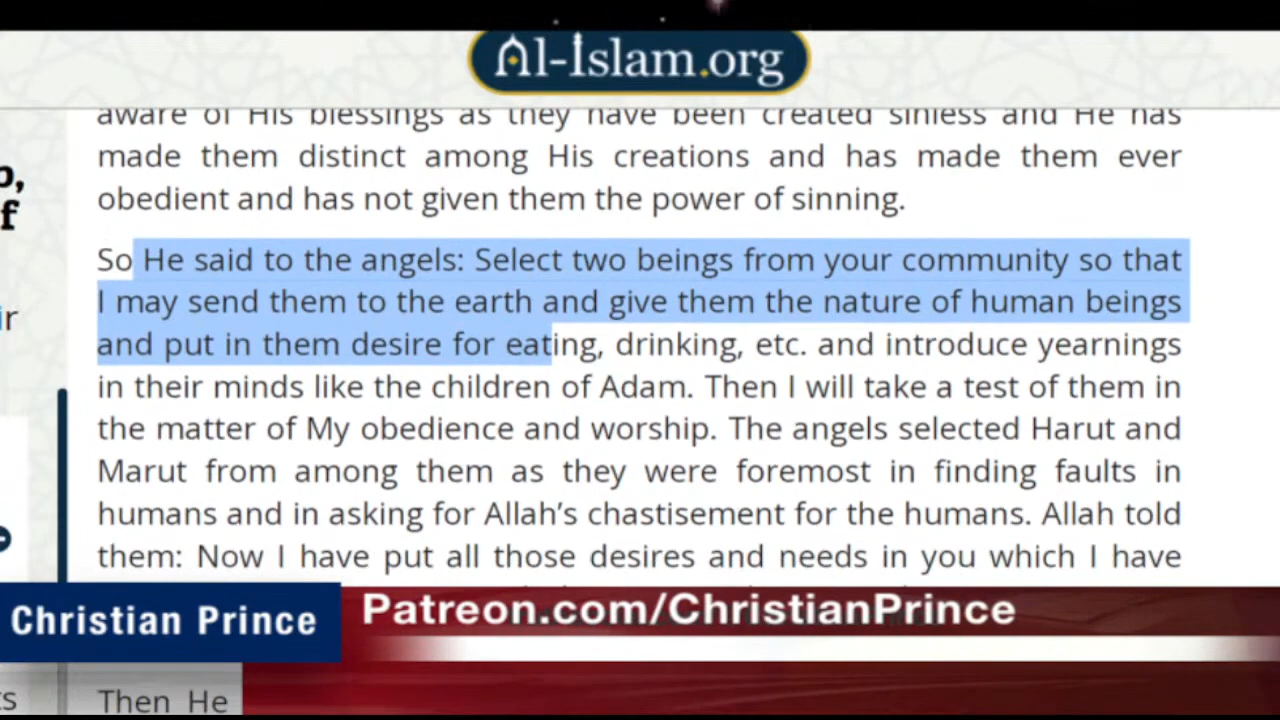 Al-Islam.org
aware of His blessings as they have been created sinless and He has
made them distinct among His creations and has made them ever
obedient and has not given them the power of sinning.
So He said to the angels: Select two beings from your community so that
I may send them to the earth and give them the nature of human beings
and put in them desire for eating, drinking, etc. and introduce yearnings
in their minds like the children of Adam. Then I will take a test of them in
the matter of My obedience and worship. The angels selected Harut and
Marut from among them as they were foremost in finding faults in
humans and in asking for Allah’s chastisement for the humans. Allah told
them: Now I have put all those desires and needs in you which I have
Christian Prince
Patreon.com/ChristianPrince
Then He